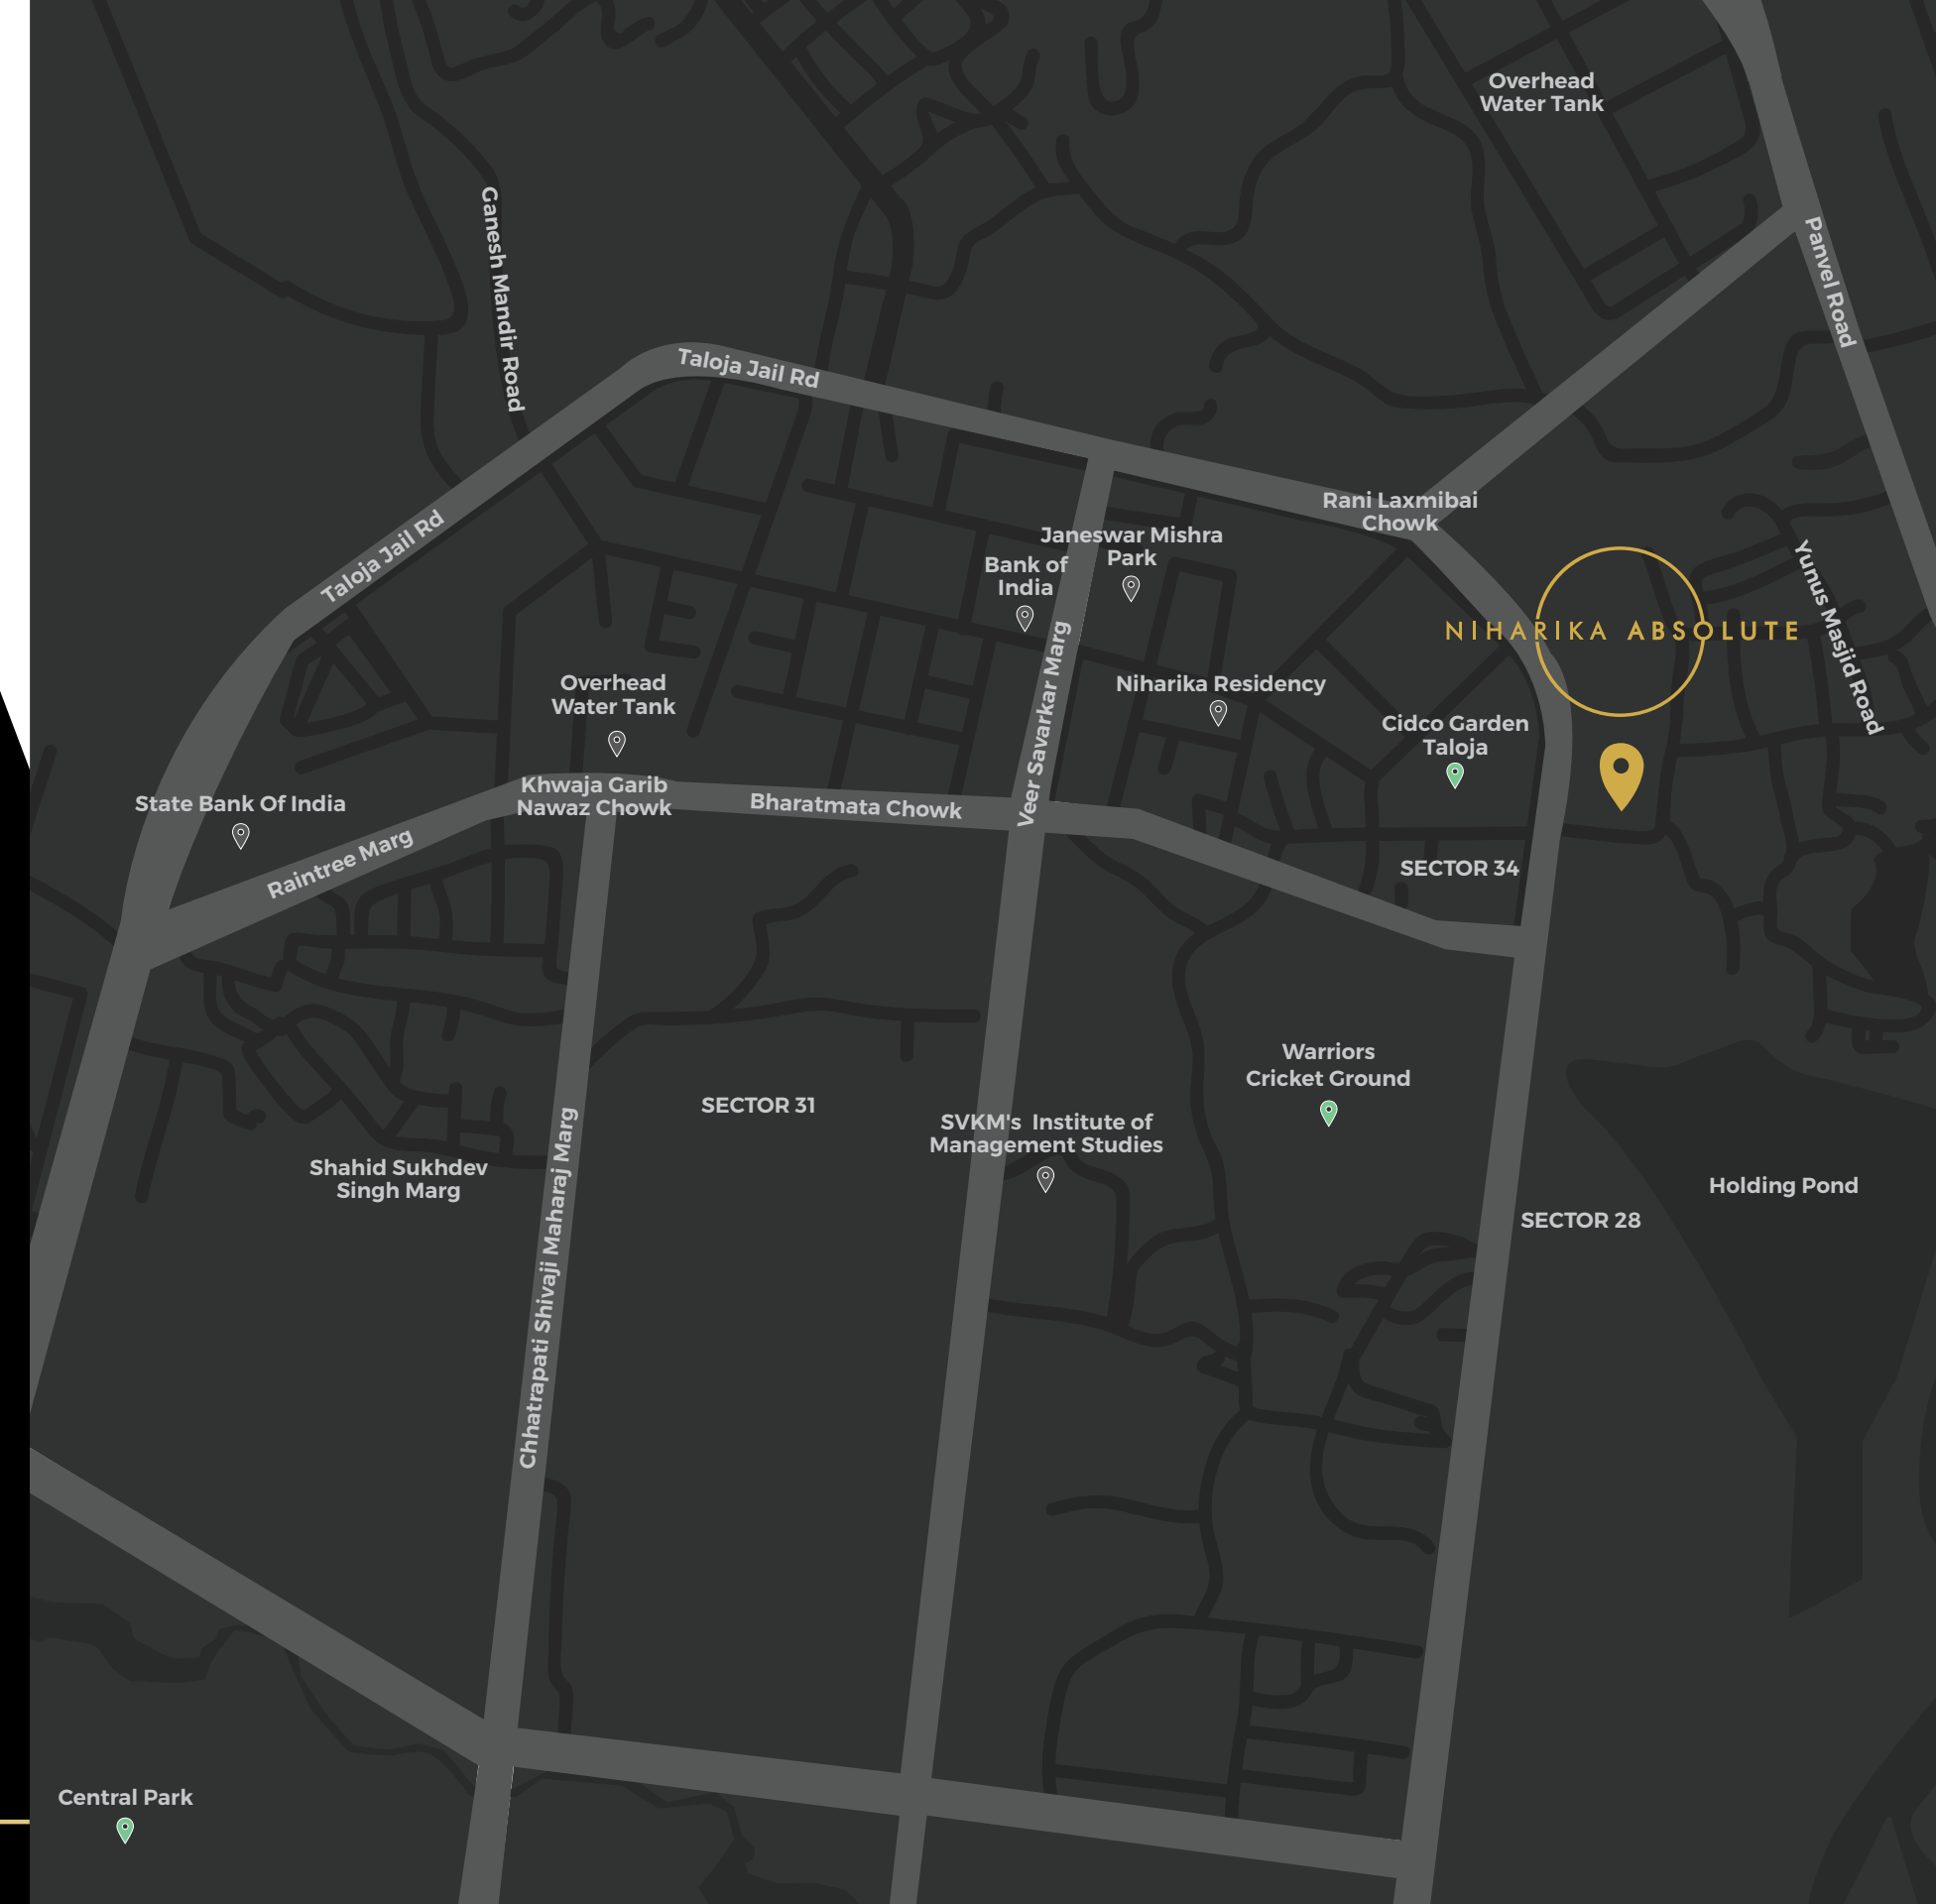 Overhead
Water Tank
Ganesh Mandir Road
Panvel Road
Taloja Jail Rd
Taloja Jail Rd
Rani Laxmibai
Chowk
Janeswar Mishra
Park
Bank of
India
NIHARIKA ABSOLUTE
Yunus Masjid Road
Veer Savarkar Marg
Overhead
Water Tank
Niharika Residency
Cidco Garden
Taloja
State Bank Of India
Khwaja Garib
Nawaz Chowk
Bharatmata Chowk
Raintree Marg
SECTOR 34
Warriors
Cricket Ground
SECTOR 31
SVKM's  Institute of
Management Studies
Shahid Sukhdev
Singh Marg
Chhatrapati Shivaji Maharaj Marg
Holding Pond
SECTOR 28
Central Park